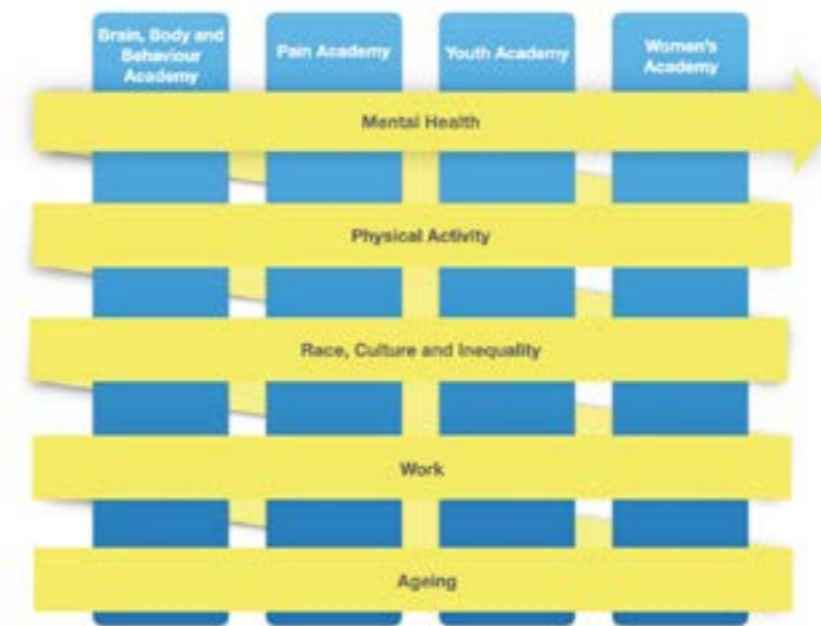 Brain, Body and
Behaviour
Academy
Pain Academy
Youth Academy
Women's
Academy
Mental Health
Physical Activity
Race, Culture and Inequality
Work
Ageing